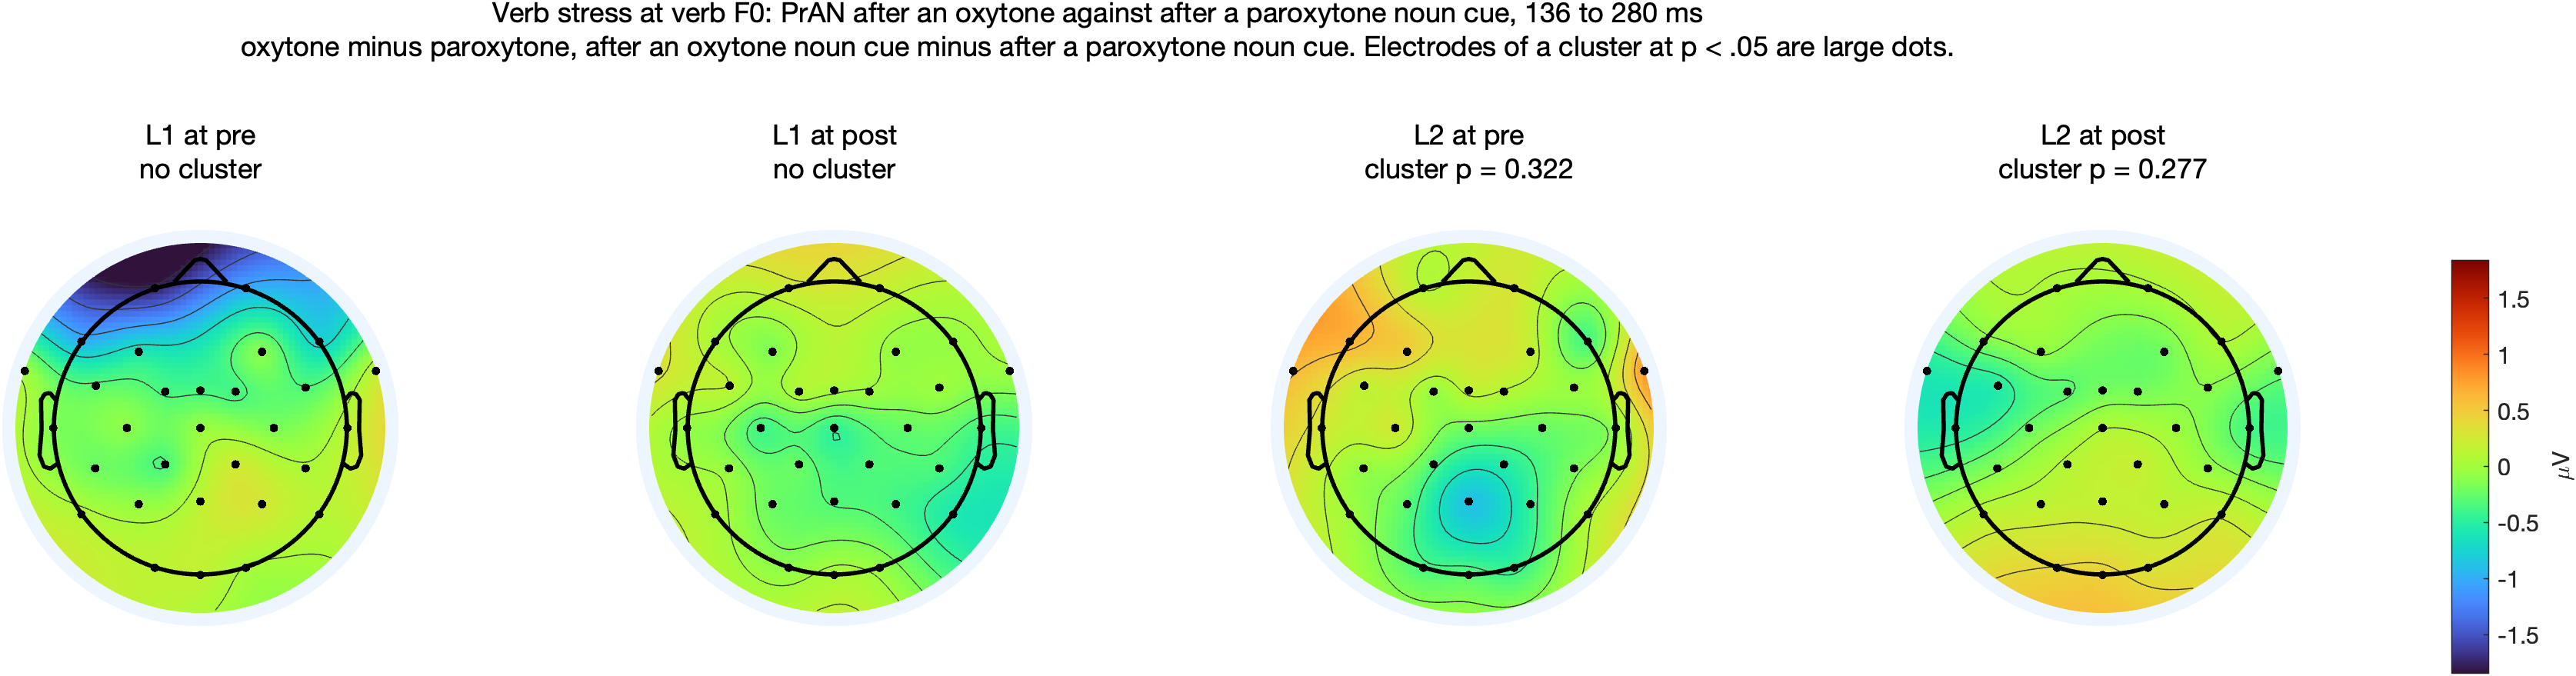 Verb stress at verb F0: PrAN after an oxytone against after a paroxytone noun cue, 136 to 280 ms
oxytone minus paroxytone, after an oxytone noun cue minus after a paroxytone noun cue. Electrodes of a cluster at p < .05 are large dots.
L1 at pre
no cluster
L1 at post
no cluster
L2 at pre
cluster p = 0.322
L2 at post
cluster p = 0.277
1.5
1
0.5
0
-0.5
-1
-1.5
μV